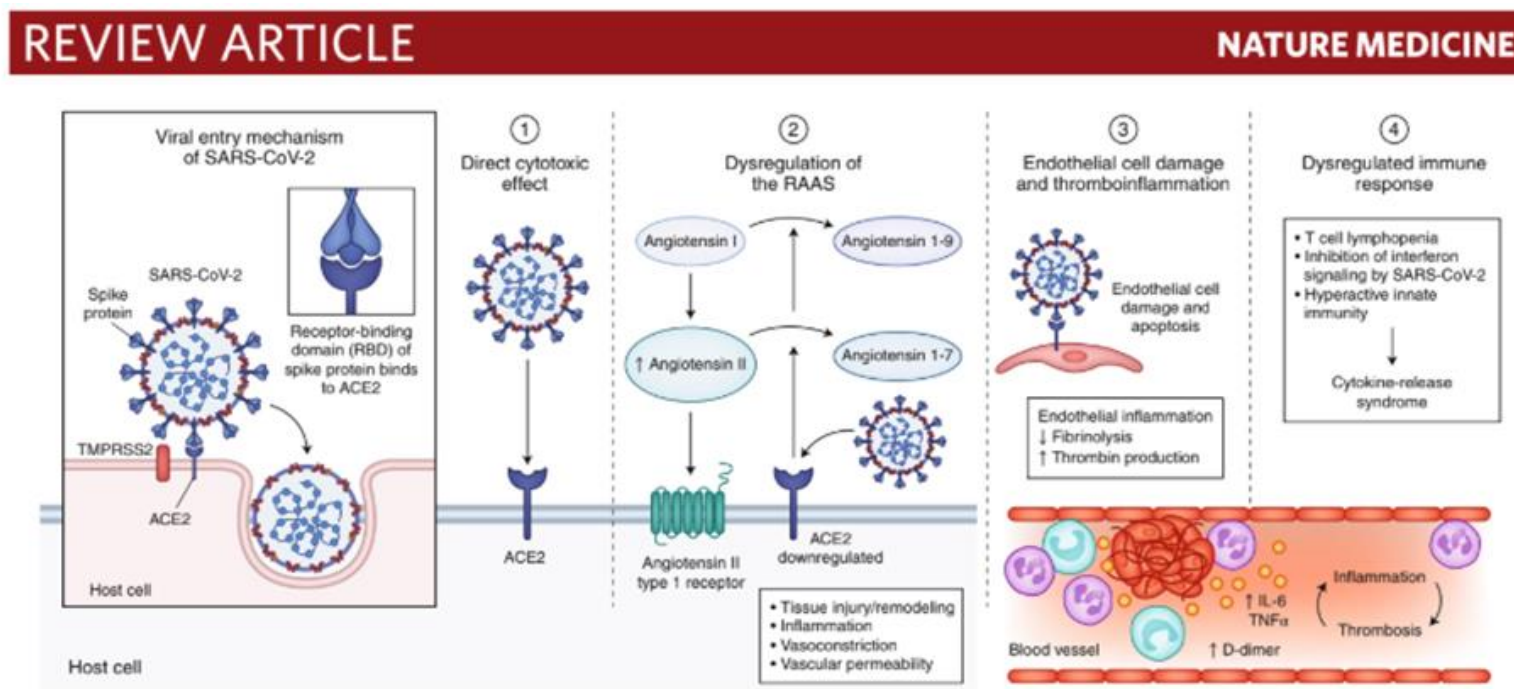 REVIEW ARTICLE
NATURE MEDICINE
Viral entry mechanism
of SARS-CoV-2
SARS-CoV-2
Spike
protein
Receptor-binding
domain (RBD) of
spike protein binds
to ACE2
TMPRSS2
ACE2
Host cell
Host cell
1
Direct cytotoxic
effect
ACE2
2
Dysregulation of
the RAAS
Angiotensin I
Angiotensin 1-9
↑ Angiotensin II
Angiotensin 1-7
Angiotensin II
type 1 receptor
ACE2
downregulated
• Tissue injury/remodeling
• Inflammation
• Vasoconstriction
• Vascular permeability
3
Endothelial cell damage
and thromboinflammation
Endothelial cell
damage and
apoptosis
Endothelial inflammation
↓ Fibrinolysis
↑ Thrombin production
4
Dysregulated immune
response
• T cell lymphopenia
• Inhibition of interferon
signaling by SARS-CoV-2
• Hyperactive innate
immunity
Cytokine-release
syndrome
Blood vessel
↑ IL-6
TNFα
↑ D-dimer
Inflammation
Thrombosis